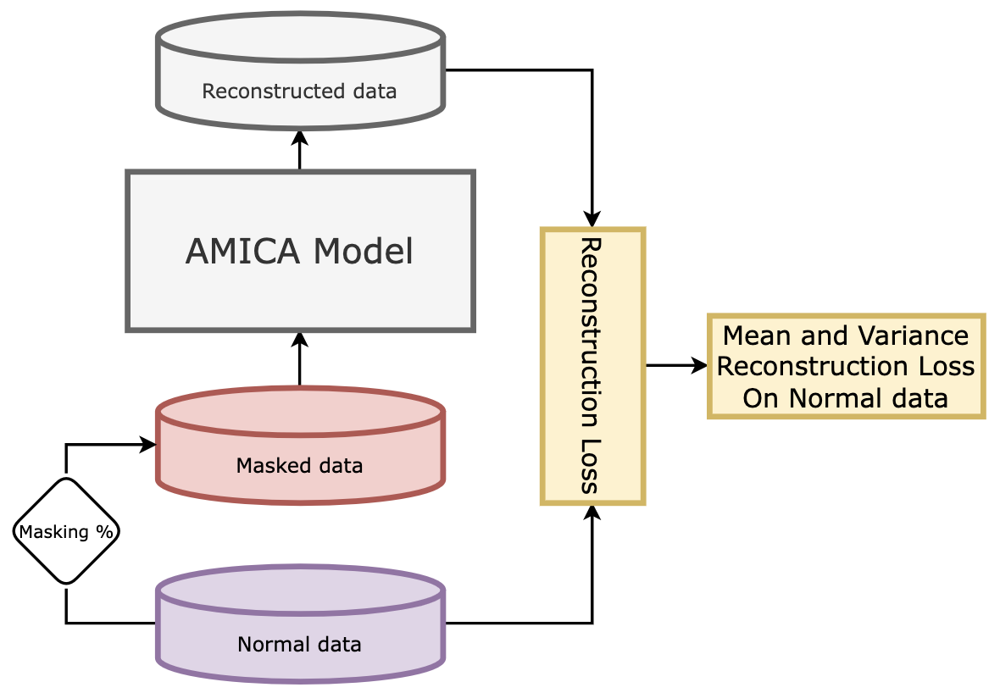 Reconstructed data
AMICA Model
Reconstruction Loss
Mean and Variance
Reconstruction Loss
On Normal data
Masked data
Masking %
Normal data